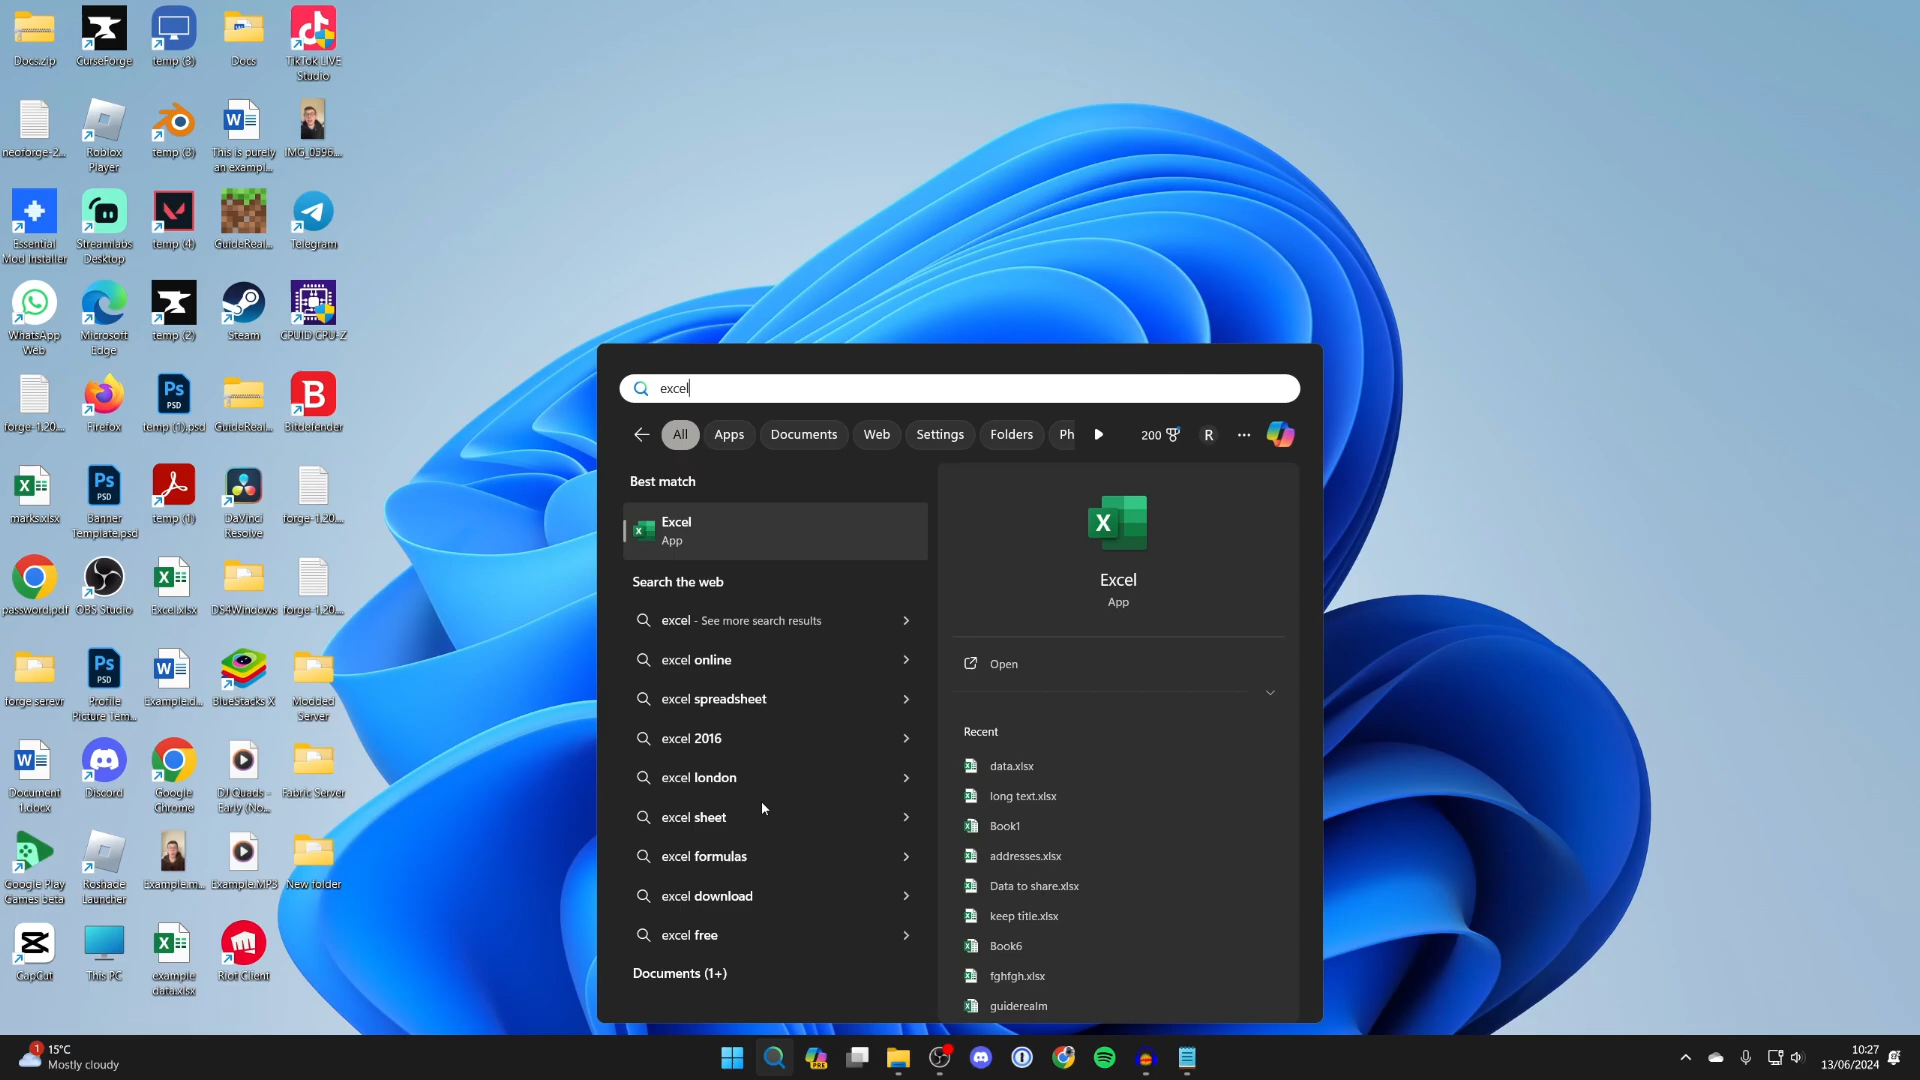 Docs.zip
CurseForge
temp (3)
Docs
TikTok LIVE
Studio
neoforge-2...
Roblox
Player
temp (3)
This is purely
an exampl...
IMG_0596....
Essential
Mod Installer
Streamlabs
Desktop
temp (4)
GuideReal...
Telegram
WhatsApp
Web
Microsoft
Edge
temp (2)
Steam
CPUID CPU-Z
forge-1.20....
Firefox
temp (1).psd
GuideReal...
Bitdefender
marks.xlsx
Banner
Template.psd
temp (1)
DaVinci
Resolve
forge-1.20....
password.pdf
OBS Studio
Excel.xlsx
DS4Windows
forge-1.20....
forge serevr
Profile
Picture Tem...
Example.d...
BlueStacks X
Modded
Server
Document
1.docx
Discord
Google
Chrome
DJ Quads -
Early (No...
Fabric Server
Google Play
Games beta
Roshade
Launcher
Example.m...
Example.MP3
New folder
CapCut
This PC
example
data.xlsx
Riot Client
PSD
PSD
PSD
excel
All
Apps
Documents
Web
Settings
Folders
Ph
200
R
Best match
Excel
App
Search the web
excel - See more search results
excel online
excel spreadsheet
excel 2016
excel london
excel sheet
excel formulas
excel download
excel free
Documents (1+)
Excel
App
Open
Recent
data.xlsx
long text.xlsx
Book1
addresses.xlsx
Data to share.xlsx
keep title.xlsx
Book6
fghfgh.xlsx
guiderealm
1
15°C
Mostly cloudy
PRE
10:27
13/06/2024